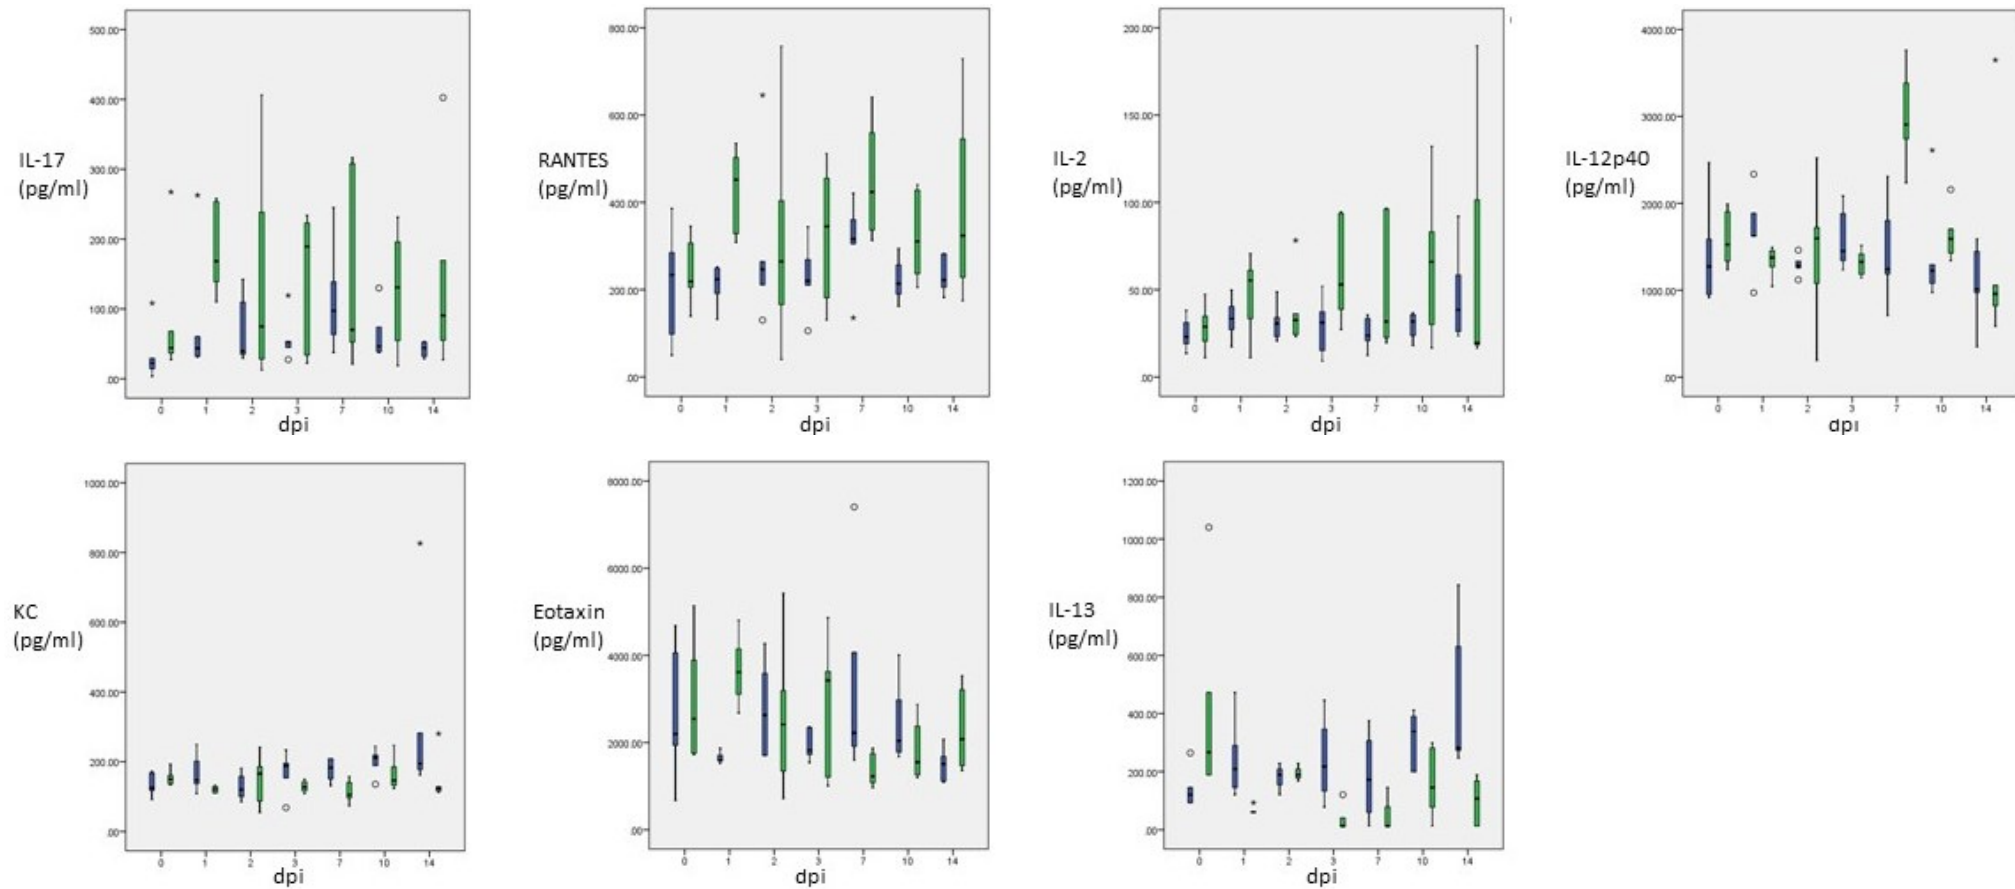 500.00
400.00
300.00
200.00
100.00
.00
IL-17
(pg/ml)
0 1 2 3 7 10 14
dpi
800.00
600.00
400.00
200.00
.00
RANTES
(pg/ml)
0 1 2 3 7 10 14
dpi
200.00
150.00
100.00
50.00
.00
IL-2
(pg/ml)
0 1 2 3 7 10 14
dpi
4000.00
3000.00
2000.00
1000.00
.00
IL-12p40
(pg/ml)
0 1 2 3 7 10 14
dpi
1000.00
800.00
600.00
400.00
200.00
.00
KC
(pg/ml)
0 1 2 3 7 10 14
dpi
8000.00
6000.00
4000.00
2000.00
.00
Eotaxin
(pg/ml)
0 1 2 3 7 10 14
dpi
1200.00
1000.00
800.00
600.00
400.00
200.00
.00
IL-13
(pg/ml)
0 1 2 3 7 10 14
dpi